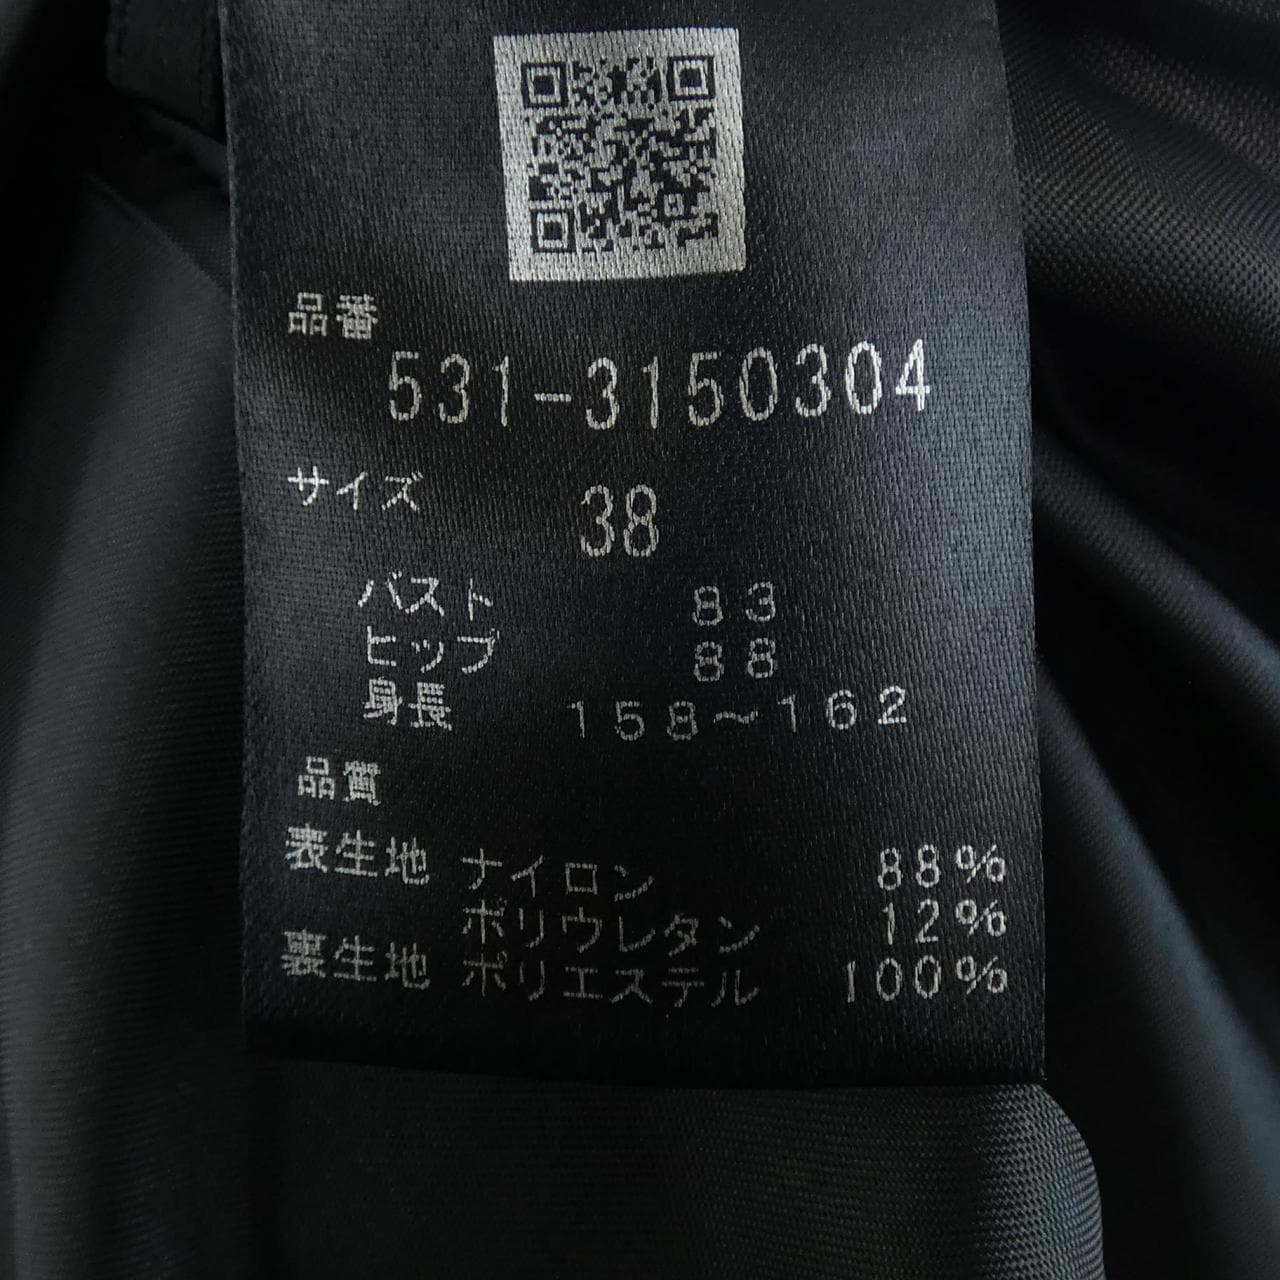 品番
531-3150304
サイズ 38
バスト 83
ヒップ 88
身長 158～162
品質
表生地 ナイロン 88%
ポリウレタン 12%
裏生地 ポリエステル 100%